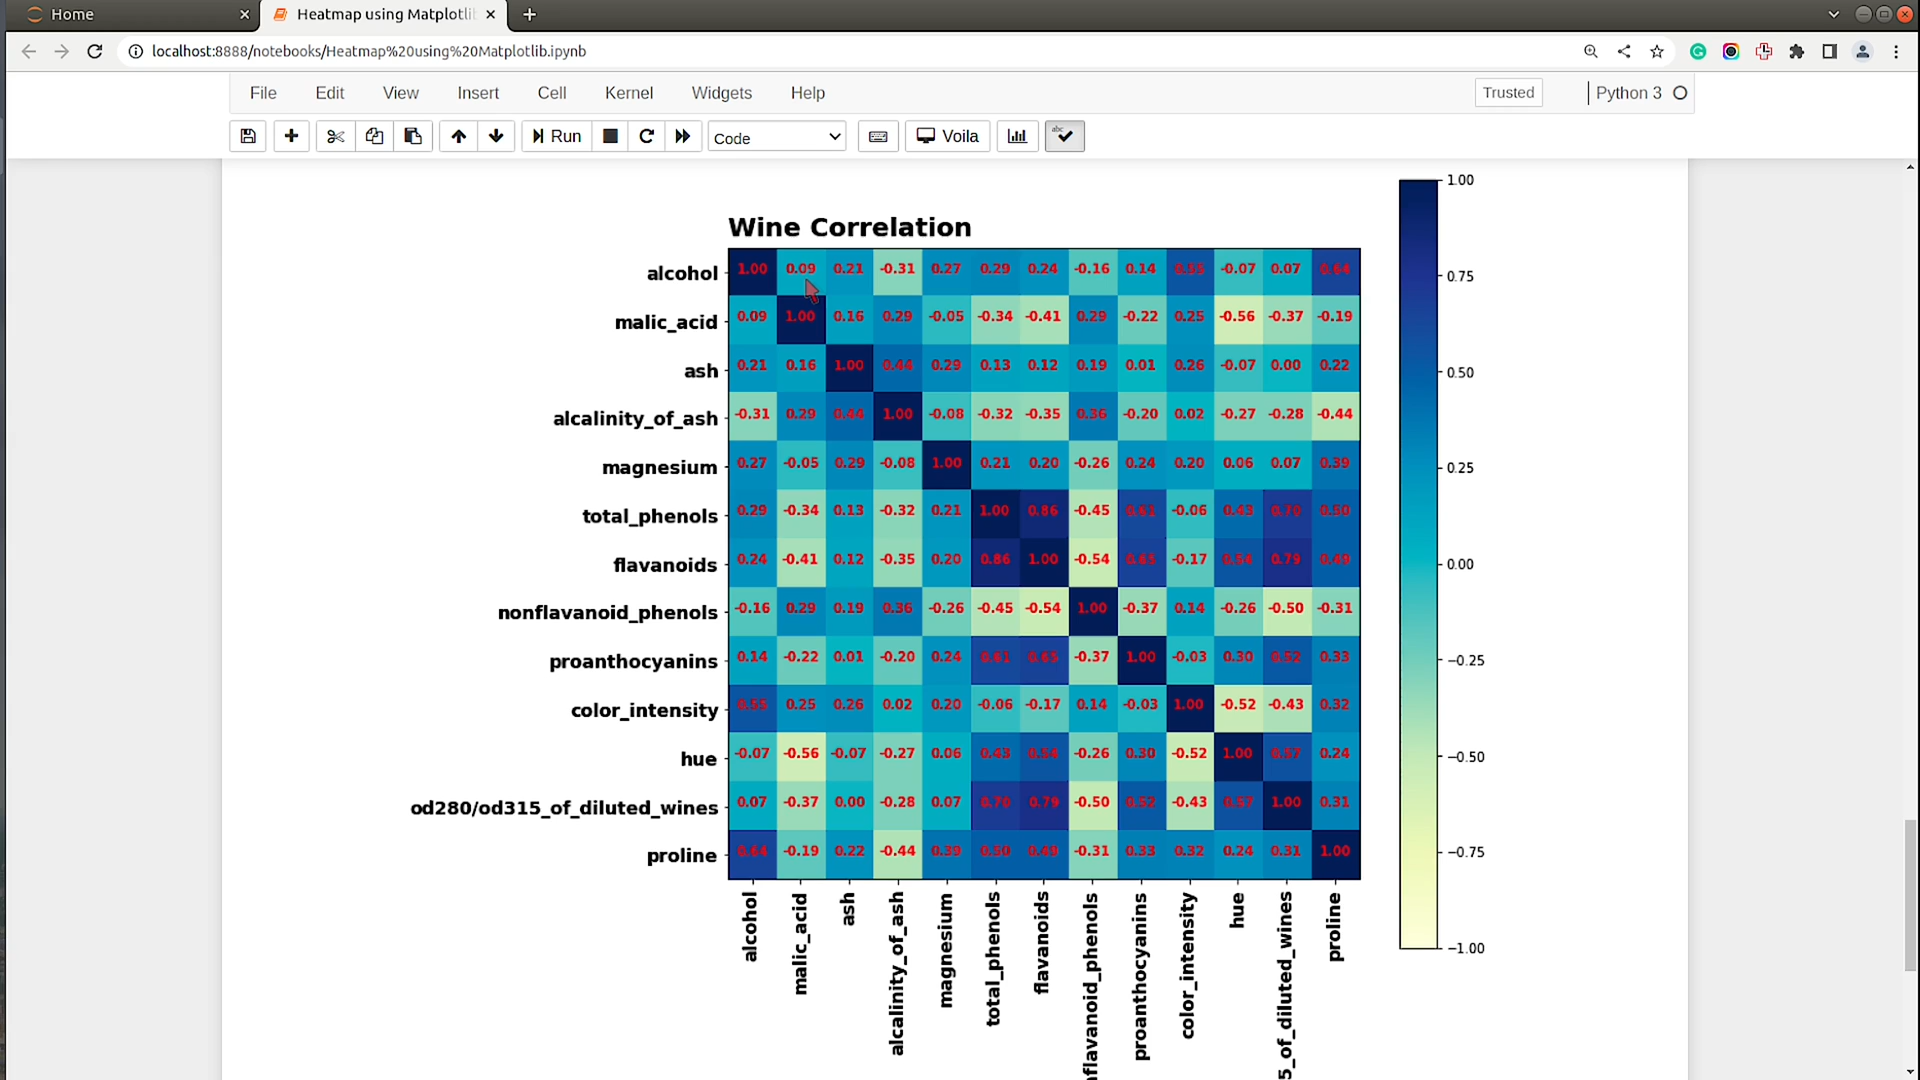 Home
Heatmap using Matplotli
localhost:8888/notebooks/Heatmap%20using%20Matplotlib.ipynb
File Edit View Insert Cell Kernel Widgets Help Trusted Python 3
Run Code Voila
Wine Correlation
alcohol 1.00 0.09 0.21 -0.31 0.27 0.29 0.24 -0.16 0.14 0.55 -0.07 0.07 0.64
malic_acid 0.09 1.00 0.16 0.29 -0.05 -0.34 -0.41 0.29 -0.22 0.25 -0.56 -0.37 -0.19
ash 0.21 0.16 1.00 0.44 0.29 0.13 0.12 0.19 0.01 0.26 -0.07 0.00 0.22
alcalinity_of_ash -0.31 0.29 0.44 1.00 -0.08 -0.32 -0.35 0.36 -0.20 0.02 -0.27 -0.28 -0.44
magnesium 0.27 -0.05 0.29 -0.08 1.00 0.21 0.20 -0.26 0.24 0.20 0.06 0.07 0.39
total_phenols 0.29 -0.34 0.13 -0.32 0.21 1.00 0.86 -0.45 0.61 -0.06 0.43 0.70 0.50
flavanoids 0.24 -0.41 0.12 -0.35 0.20 0.86 1.00 -0.54 0.65 -0.17 0.54 0.79 0.49
nonflavanoid_phenols -0.16 0.29 0.19 0.36 -0.26 -0.45 -0.54 1.00 -0.37 0.14 -0.26 -0.50 -0.31
proanthocyanins 0.14 -0.22 0.01 -0.20 0.24 0.61 0.65 -0.37 1.00 -0.03 0.30 0.52 0.33
color_intensity 0.55 0.25 0.26 0.02 0.20 -0.06 -0.17 0.14 -0.03 1.00 -0.52 -0.43 0.32
hue -0.07 -0.56 -0.07 -0.27 0.06 0.43 0.54 -0.26 0.30 -0.52 1.00 0.57 0.24
od280/od315_of_diluted_wines 0.07 -0.37 0.00 -0.28 0.07 0.70 0.79 -0.50 0.52 -0.43 0.57 1.00 0.31
proline 0.64 -0.19 0.22 -0.44 0.39 0.50 0.49 -0.31 0.33 0.32 0.24 0.31 1.00
alcohol
malic_acid
ash
alcalinity_of_ash
magnesium
total_phenols
flavanoids
flavanoid_phenols
proanthocyanins
color_intensity
hue
5_of_diluted_wines
proline
1.00
0.75
0.50
0.25
0.00
−0.25
−0.50
−0.75
−1.00